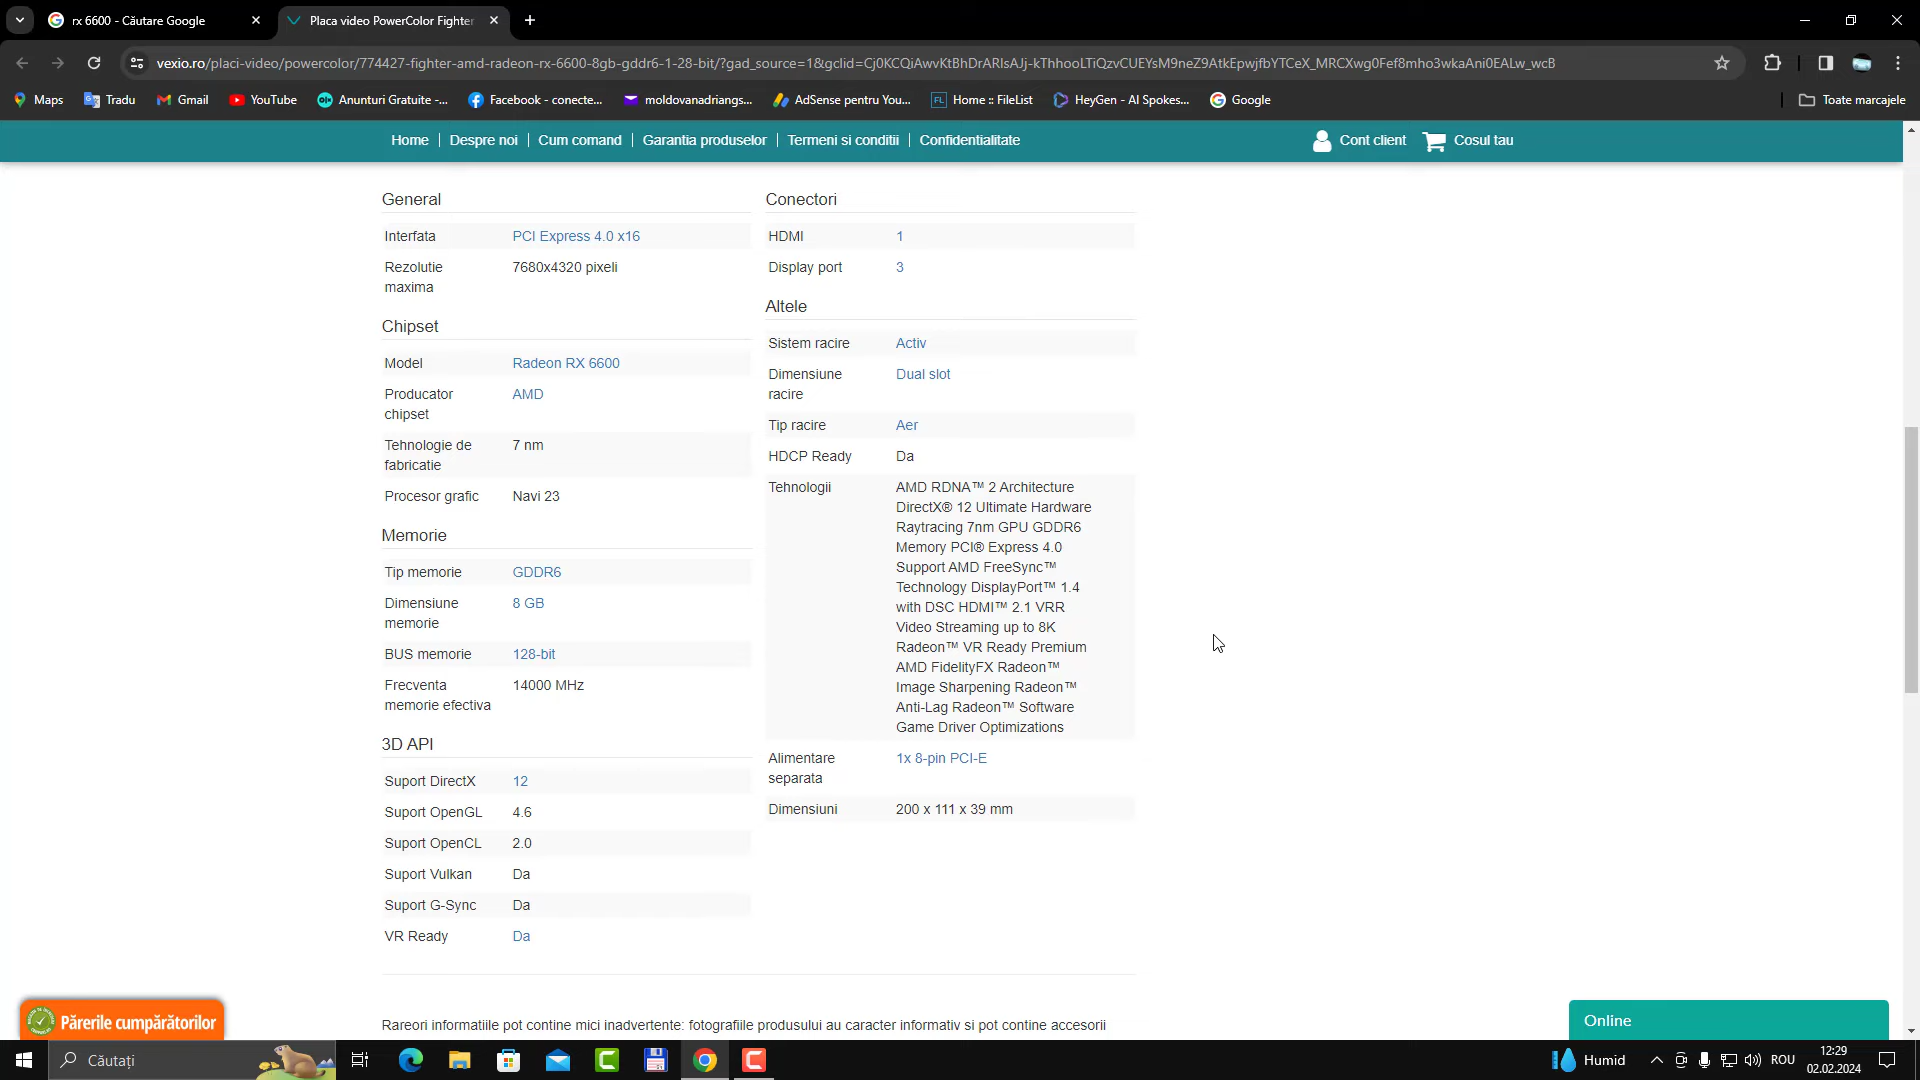 rx 6600 - Căutare Google
Placa video PowerColor Fighter
vexio.ro/placi-video/powercolor/774427-fighter-amd-radeon-rx-6600-8gb-gddr6-1-28-bit/?gad_source=1&gclid=Cj0KCQiAwvKtBhDrARIsAJj-kThhooLTiQzvCUEYsM9neZ9AtkEpwjfbYTCeX_MRCXwg0Fef8mho3wkaAni0EALw_wcB
Maps
Tradu
Gmail
YouTube
Anunturi Gratuite -...
Facebook - conecte...
moldovanadriangs...
AdSense pentru You...
Home :: FileList
HeyGen - AI Spokes...
Google
Toate marcajele
Home
Despre noi
Cum comand
Garantia produselor
Termeni si conditii
Confidentialitate
Cont client
Cosul tau
General
Interfata PCI Express 4.0 x16
Rezolutie 7680x4320 pixeli
maxima
Chipset
Model Radeon RX 6600
Producator AMD
chipset
Tehnologie de 7 nm
fabricatie
Procesor grafic Navi 23
Memorie
Tip memorie GDDR6
Dimensiune 8 GB
memorie
BUS memorie 128-bit
Frecventa 14000 MHz
memorie efectiva
3D API
Suport DirectX 12
Suport OpenGL 4.6
Suport OpenCL 2.0
Suport Vulkan Da
Suport G-Sync Da
VR Ready Da
Conectori
HDMI 1
Display port 3
Altele
Sistem racire Activ
Dimensiune Dual slot
racire
Tip racire Aer
HDCP Ready Da
Tehnologii AMD RDNA™ 2 Architecture
DirectX® 12 Ultimate Hardware
Raytracing 7nm GPU GDDR6
Memory PCI® Express 4.0
Support AMD FreeSync™
Technology DisplayPort™ 1.4
with DSC HDMI™ 2.1 VRR
Video Streaming up to 8K
Radeon™ VR Ready Premium
AMD FidelityFX Radeon™
Image Sharpening Radeon™
Anti-Lag Radeon™ Software
Game Driver Optimizations
Alimentare 1x 8-pin PCI-E
separata
Dimensiuni 200 x 111 x 39 mm
Rareori informatiile pot contine mici inadvertente: fotografiile produsului au caracter informativ si pot contine accesorii
Părerile cumpărătorilor
Online
Căutați
Humid
ROU
12:29
02.02.2024